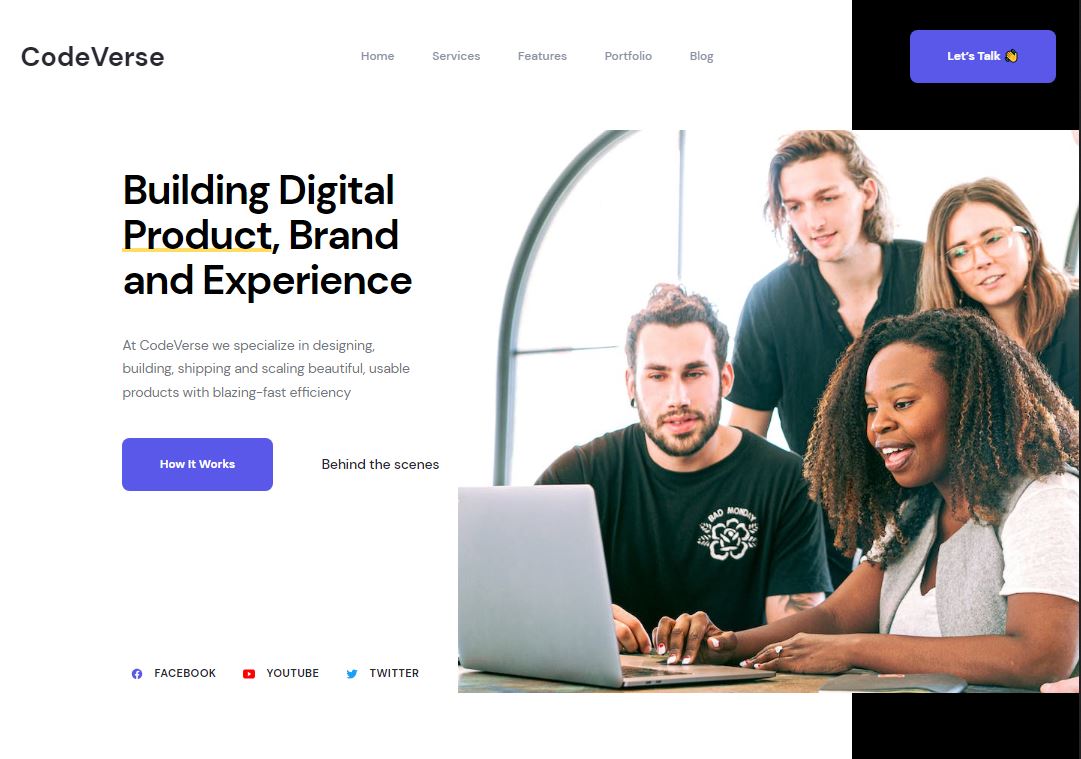 CodeVerse
Home Services Features Portfolio Blog
Let's Talk 👋
Building Digital
Product, Brand
and Experience
At CodeVerse we specialize in designing,
building, shipping and scaling beautiful, usable
products with blazing-fast efficiency
How It Works
Behind the scenes
BAD MONDAY
FACEBOOK YOUTUBE TWITTER